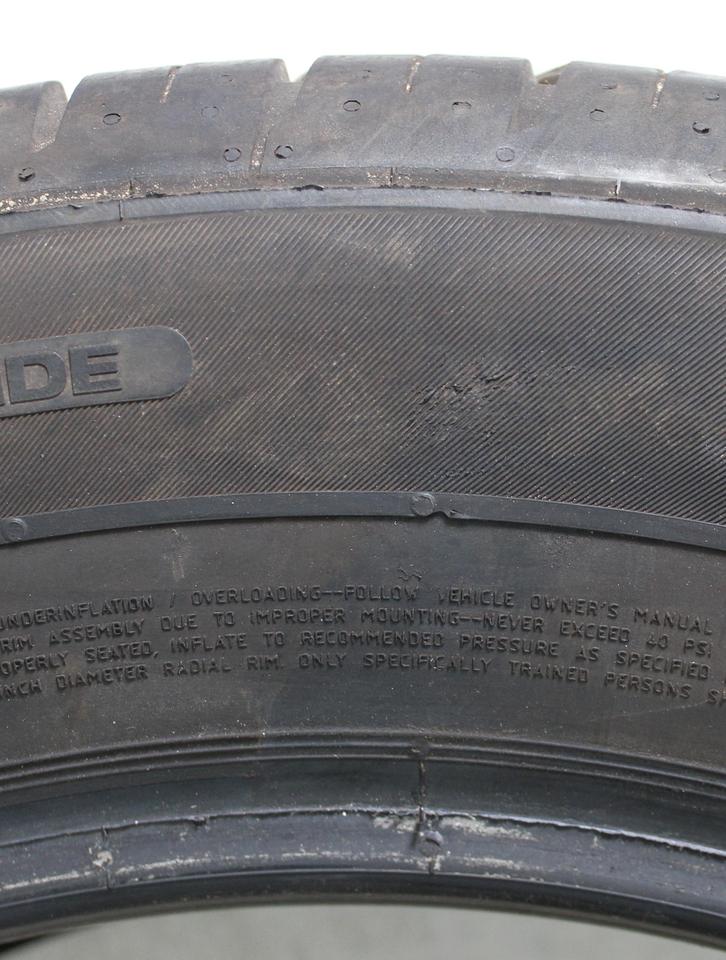 IDE
UNDERINFLATION / OVERLOADING--FOLLOW VEHICLE OWNER'S MANUAL
RIM ASSEMBLY DUE TO IMPROPER MOUNTING--NEVER EXCEED 40 PSI
OPERLY SEATED, INFLATE TO RECOMMENDED PRESSURE AS SPECIFIED
INCH DIAMETER RADIAL RIM. ONLY SPECIFICALLY TRAINED PERSONS SH